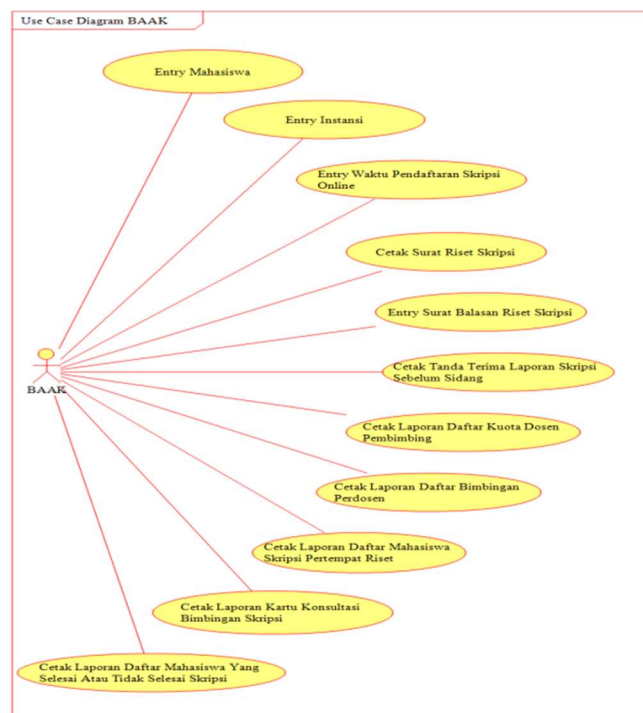 Use Case Diagram BAAK
Entry Mahasiswa
Entry Instansi
Entry Waktu Pendaftaran Skripsi
Online
Cetak Surat Riset Skripsi
Entry Surat Balasan Riset Skripsi
Cetak Tanda Terima Laporan Skripsi
Sebelum Sidang
BAAK
Cetak Laporan Daftar Kuota Dosen
Pembimbing
Cetak Laporan Daftar Bimbingan
Perdosen
Cetak Laporan Daftar Mahasiswa
Skripsi Pertempat Riset
Cetak Laporan Kartu Konsultasi
Bimbingan Skripsi
Cetak Laporan Daftar Mahasiswa Yang
Selesai Atau Tidak Selesai Skripsi